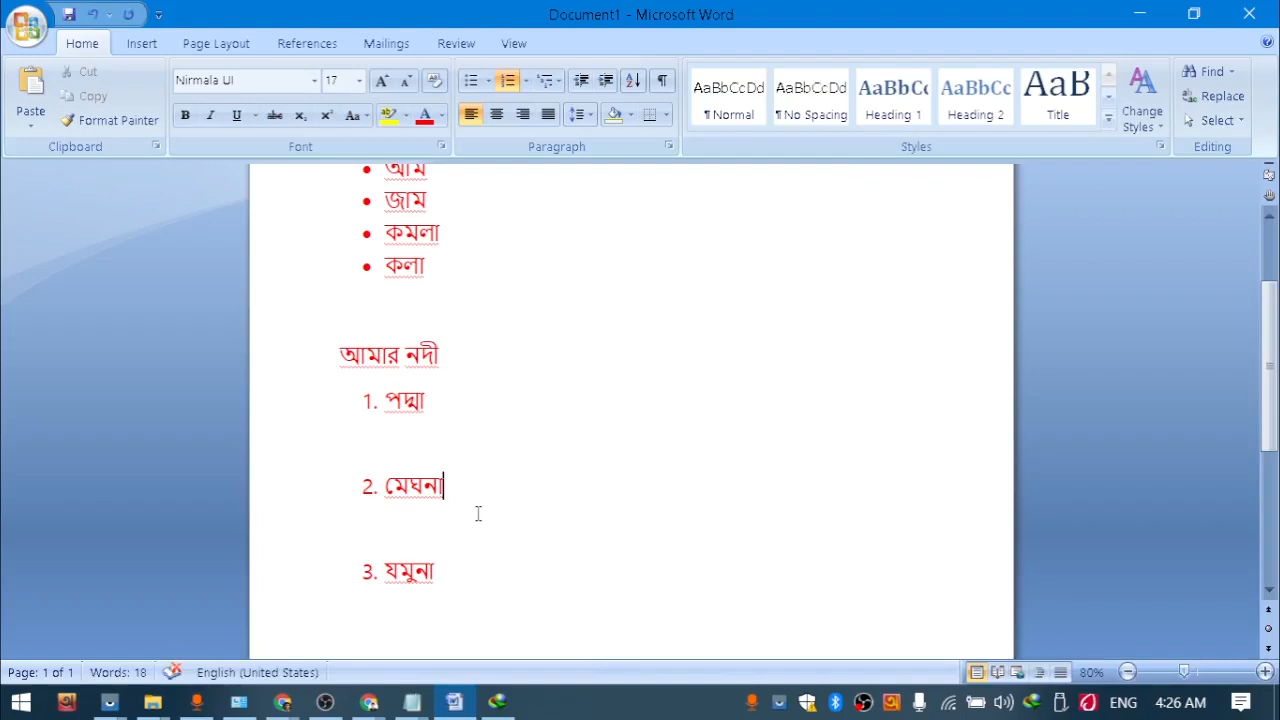 Document1 - Microsoft Word
Home Insert Page Layout References Mailings Review View
Paste
Cut
Copy
Format Painter
Clipboard
Nirmala UI 17
Font
Paragraph
AaBbCcDd AaBbCcDd AaBbCc AaBbCc AaB
¶ Normal ¶ No Spacing Heading 1 Heading 2 Title
Change Styles
Styles
Find
Replace
Select
Editing
• আম
• জাম
• কমলা
• কলা
আমার নদী
1. পদ্মা
2. মেঘনা
3. যমুনা
Page: 1 of 1 Words: 18 English (United States) 80%
ENG 4:26 AM